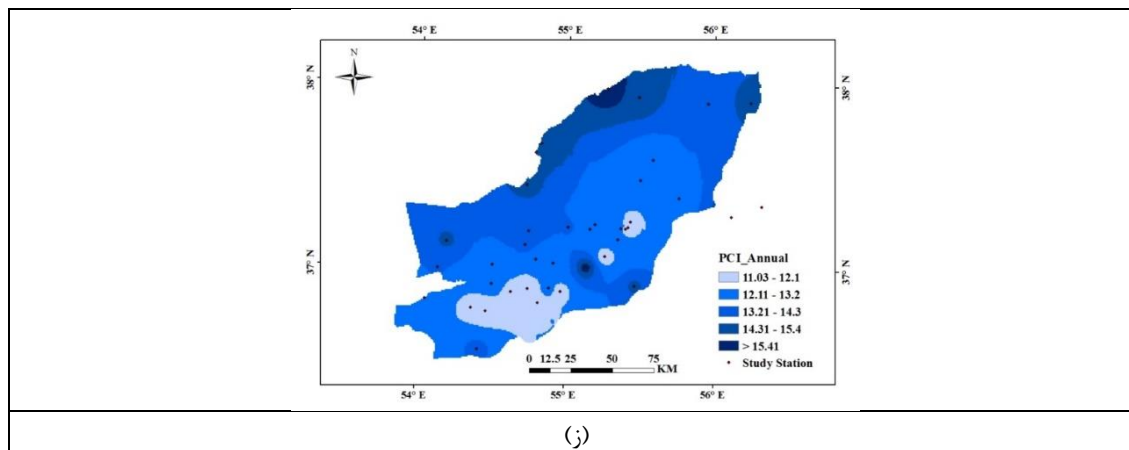 54° E 55° E 56° E
N
38° N 38° N
37° N 37° N
PCI_Annual
11.03 - 12.1
12.11 - 13.2
13.21 - 14.3
14.31 - 15.4
> 15.41
Study Station
0 12.5 25 50 75
KM
54° E 55° E 56° E
(ز)